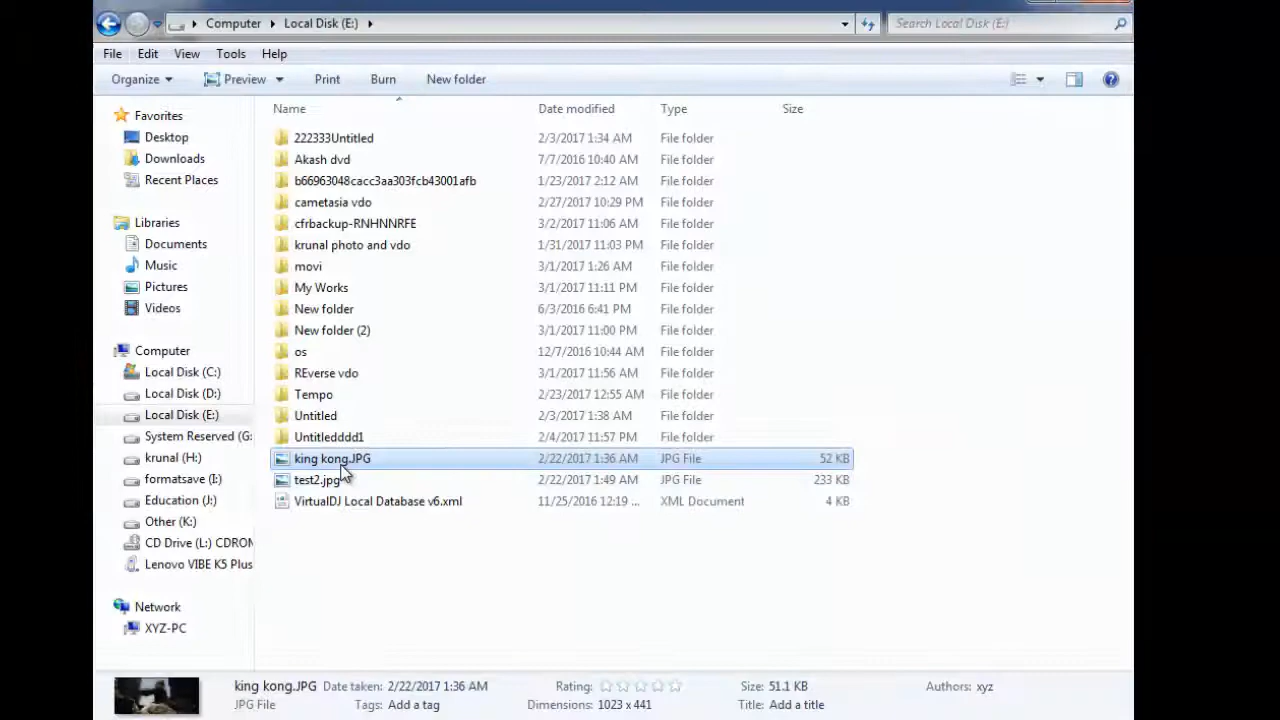 Computer Local Disk (E:) Search Local Disk (E:)
File Edit View Tools Help
Organize Preview Print Burn New folder
Name Date modified Type Size
Favorites
Desktop
Downloads
Recent Places
Libraries
Documents
Music
Pictures
Videos
Computer
Local Disk (C:)
Local Disk (D:)
Local Disk (E:)
System Reserved (G:
krunal (H:)
formatsave (I:)
Education (J:)
Other (K:)
CD Drive (L:) CDROM
Lenovo VIBE K5 Plus
Network
XYZ-PC
222333Untitled 2/3/2017 1:34 AM File folder
Akash dvd 7/7/2016 10:40 AM File folder
b66963048cacc3aa303fcb43001afb 1/23/2017 2:12 AM File folder
cametasia vdo 2/27/2017 10:29 PM File folder
cfrbackup-RNHNNRFE 3/2/2017 11:06 AM File folder
krunal photo and vdo 1/31/2017 11:03 PM File folder
movi 3/1/2017 1:26 AM File folder
My Works 3/1/2017 11:11 PM File folder
New folder 6/3/2016 6:41 PM File folder
New folder (2) 3/1/2017 11:00 PM File folder
os 12/7/2016 10:44 AM File folder
REverse vdo 3/1/2017 11:56 AM File folder
Tempo 2/23/2017 12:55 AM File folder
Untitled 2/3/2017 1:38 AM File folder
Untitledddd1 2/4/2017 11:57 PM File folder
king kong.JPG 2/22/2017 1:36 AM JPG File 52 KB
test2.jpg 2/22/2017 1:49 AM JPG File 233 KB
VirtualDJ Local Database v6.xml 11/25/2016 12:19 ... XML Document 4 KB
king kong.JPG Date taken: 2/22/2017 1:36 AM Rating: Size: 51.1 KB Authors: xyz
JPG File Tags: Add a tag Dimensions: 1023 x 441 Title: Add a title